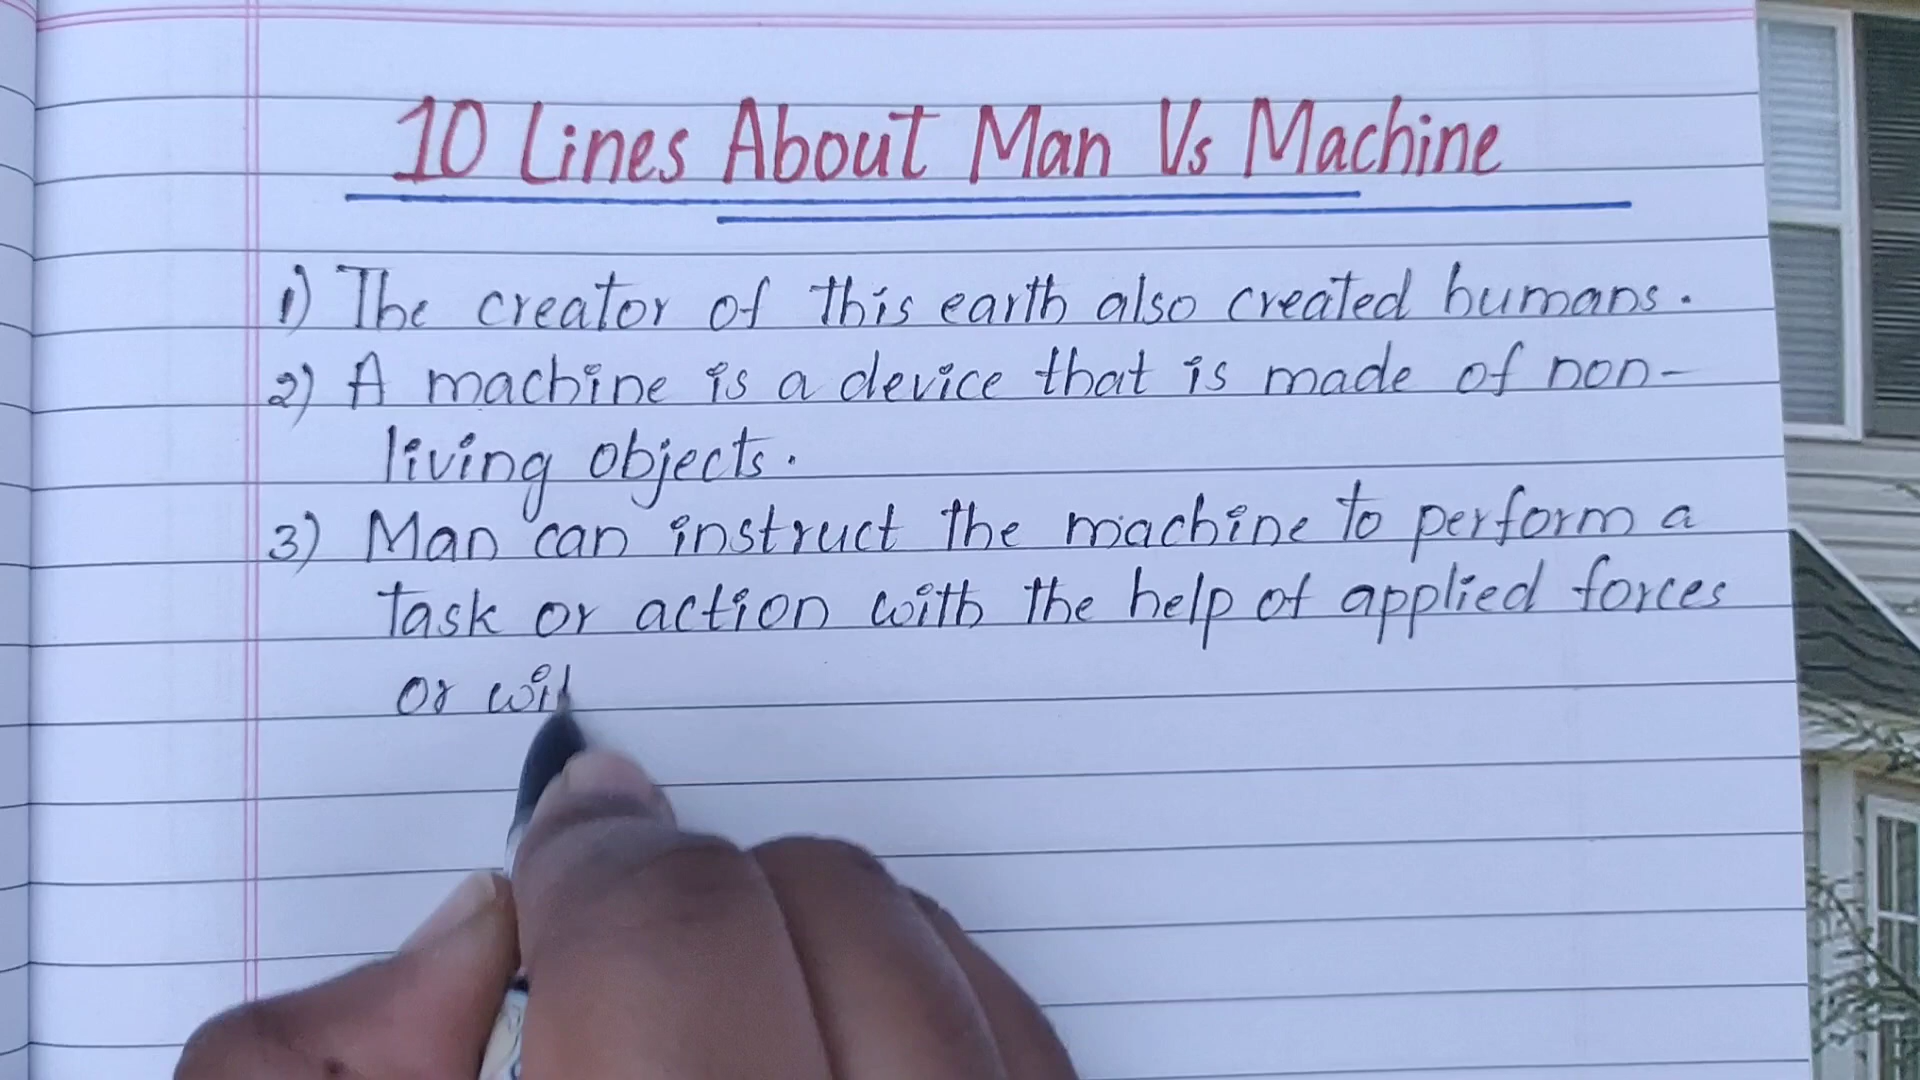 10 Lines About Man Vs Machine
1) The creator of this earth also created humans.
2) A machine is a device that is made of non-
living objects.
3) Man can instruct the machine to perform a
task or action with the help of applied forces
or